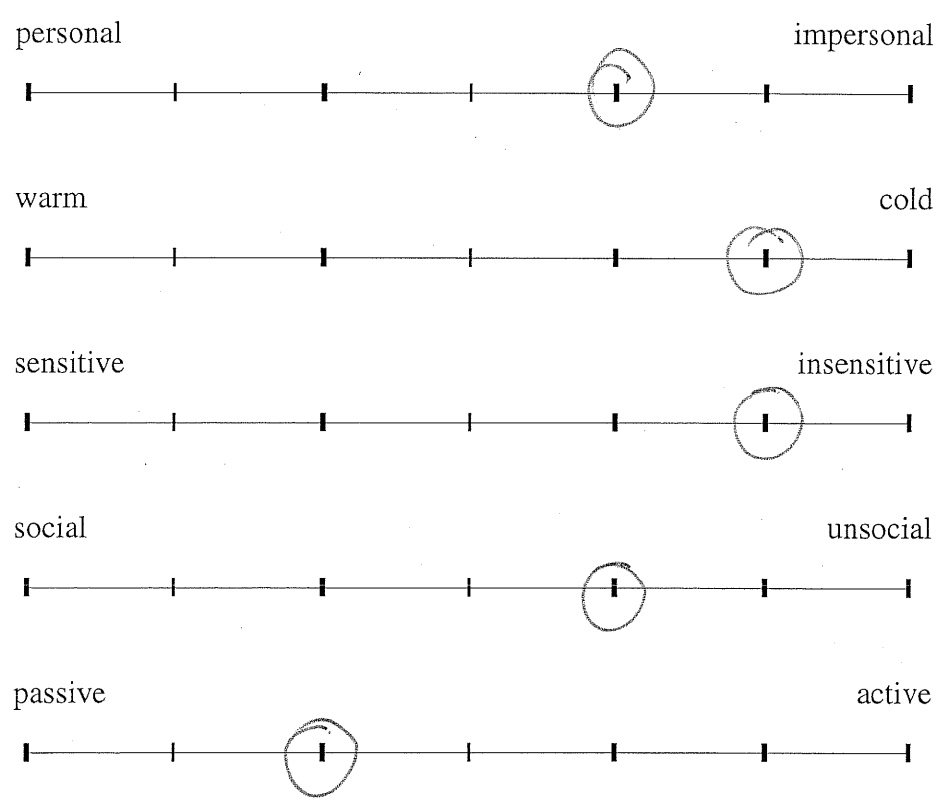 personal impersonal
warm cold
sensitive insensitive
social unsocial
passive active